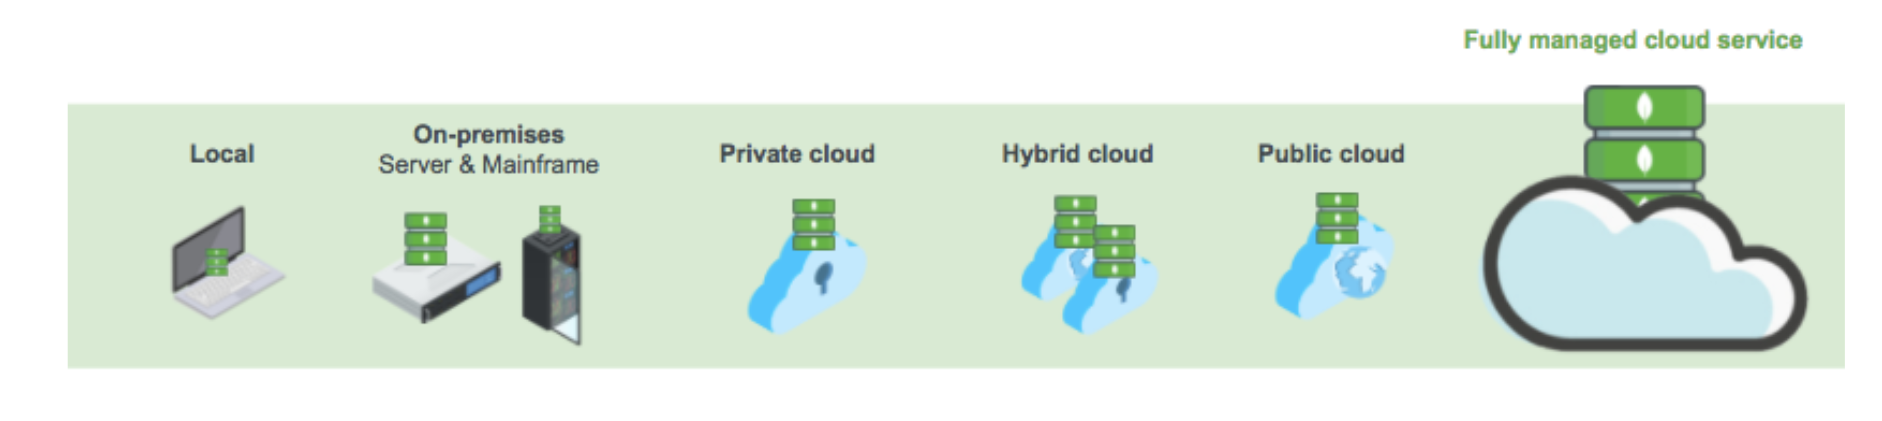 Fully managed cloud service
Local
On-premises
Server & Mainframe
Private cloud
Hybrid cloud
Public cloud